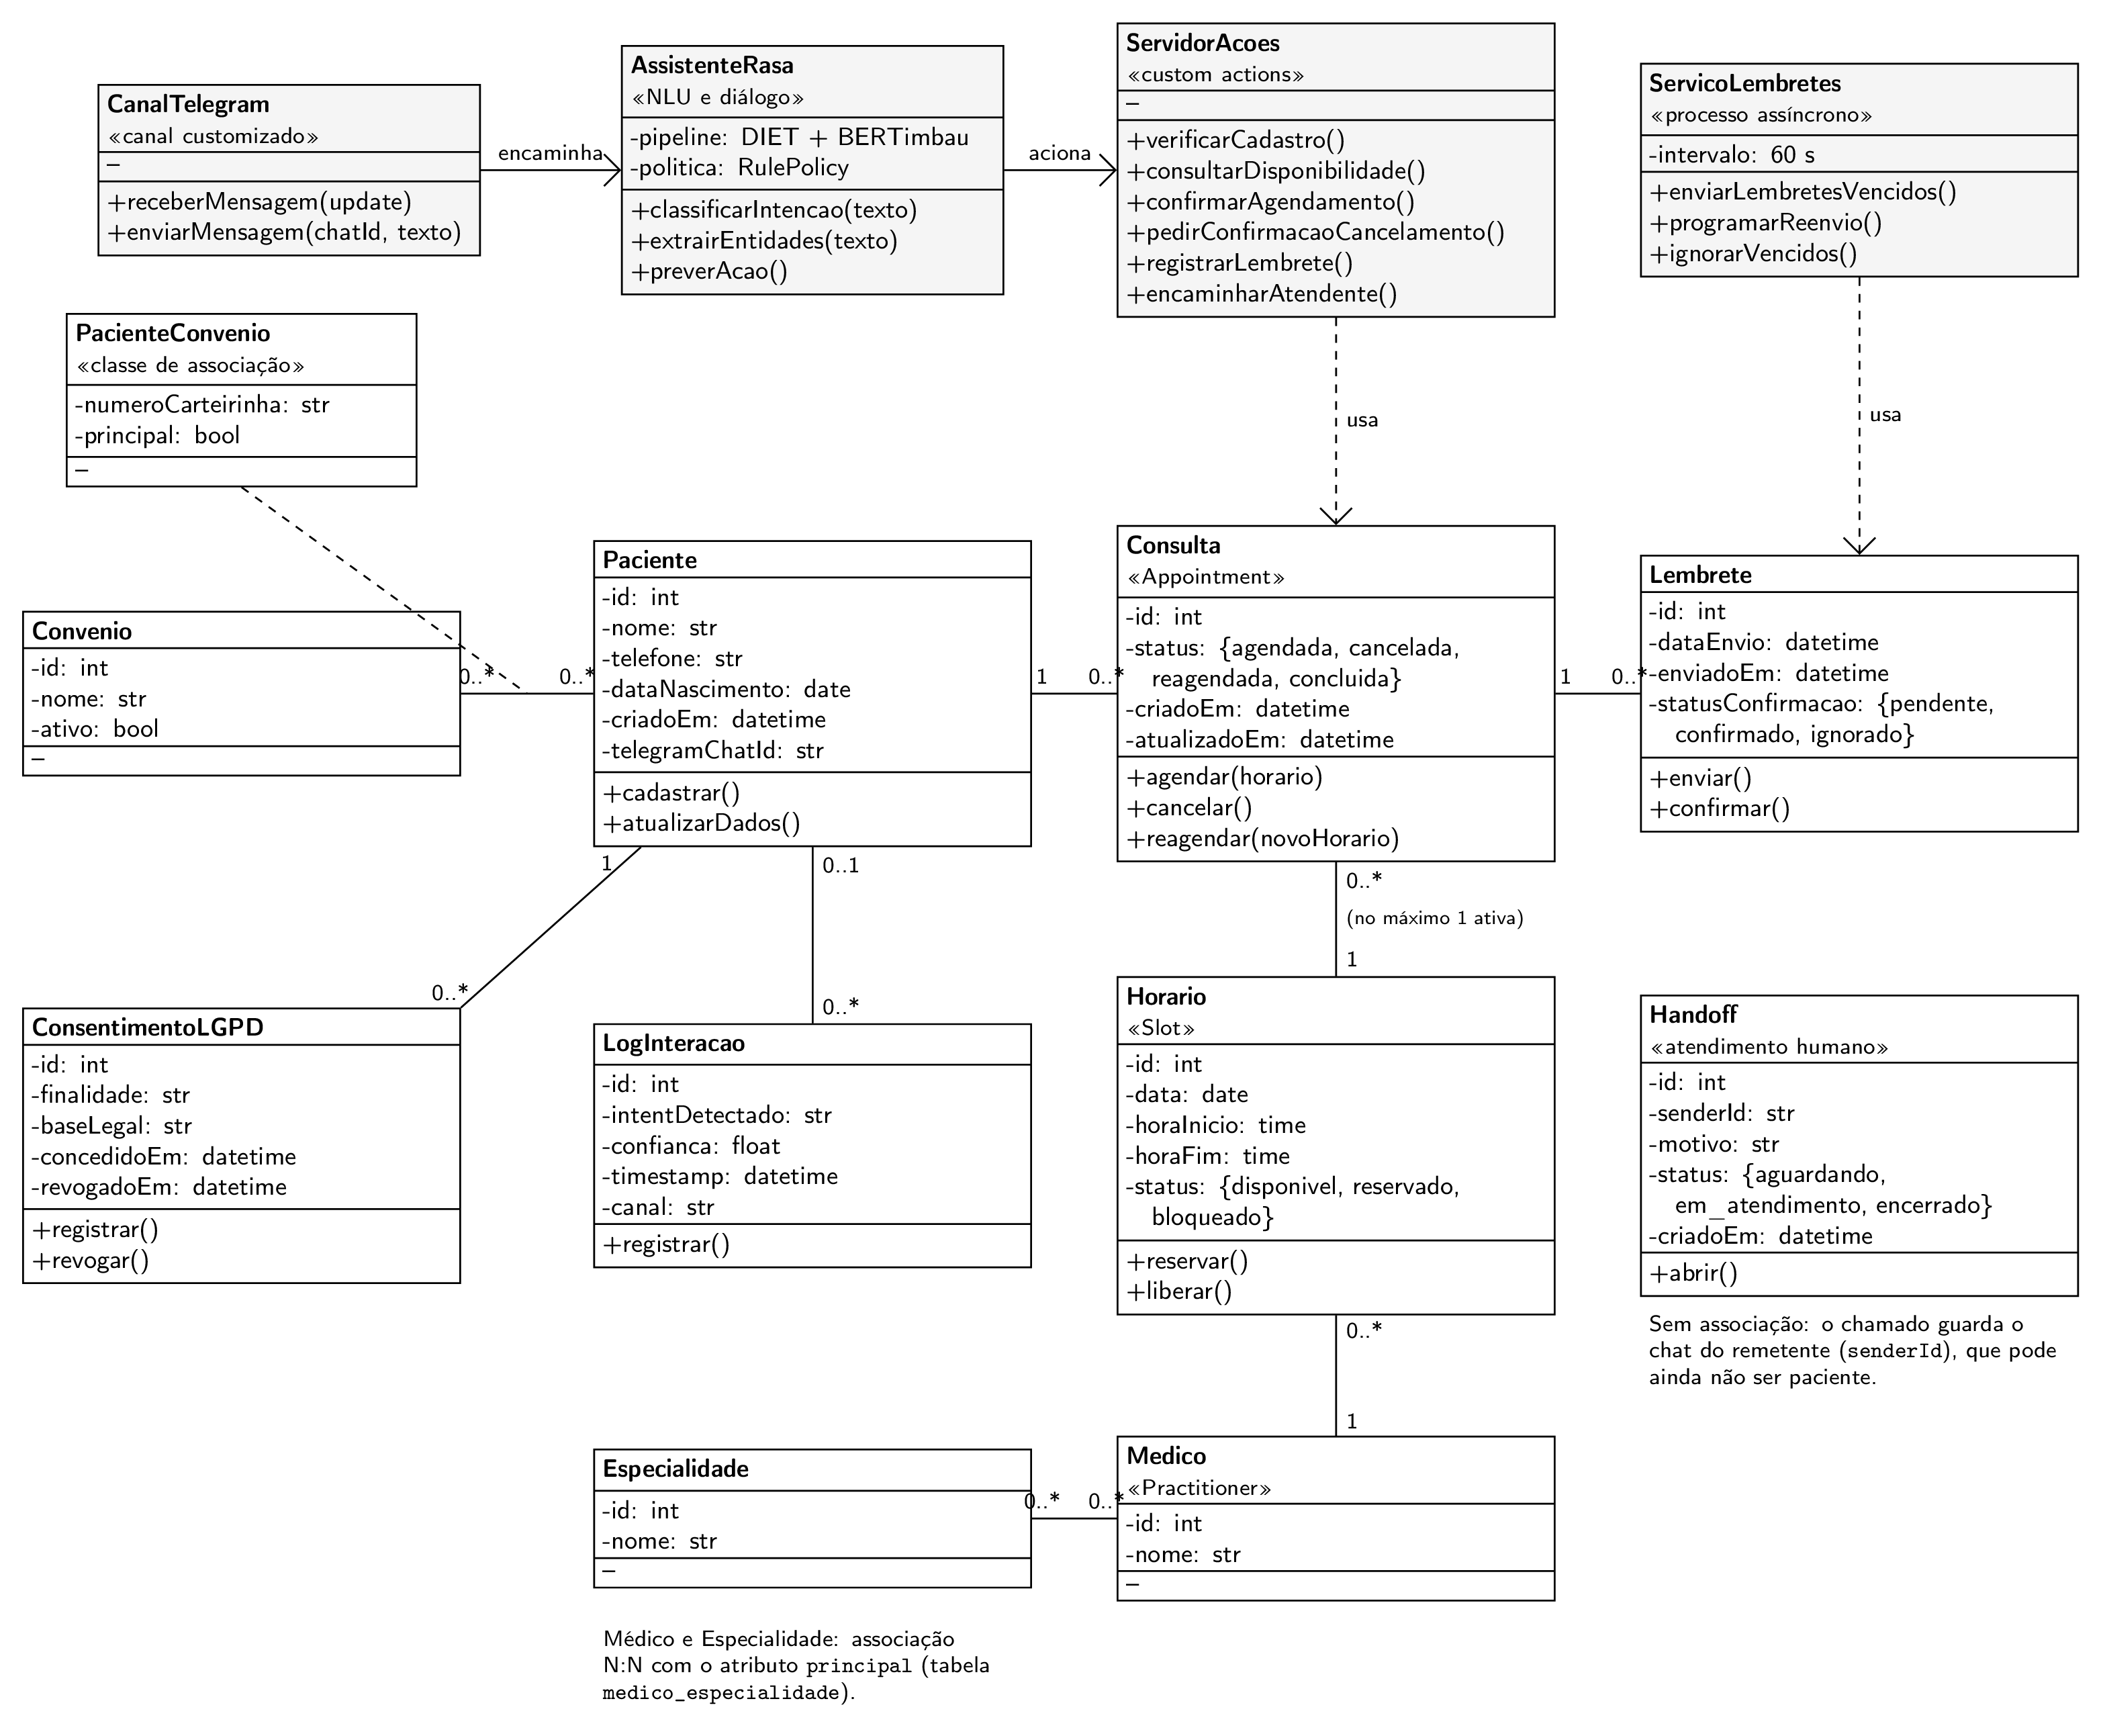 CanalTelegram
«canal customizado»
–
+receberMensagem(update)
+enviarMensagem(chatId, texto)
encaminha
AssistenteRasa
«NLU e diálogo»
-pipeline: DIET + BERTimbau
-politica: RulePolicy
+classificarIntencao(texto)
+extrairEntidades(texto)
+preverAcao()
aciona
ServidorAcoes
«custom actions»
–
+verificarCadastro()
+consultarDisponibilidade()
+confirmarAgendamento()
+pedirConfirmacaoCancelamento()
+registrarLembrete()
+encaminharAtendente()
usa
ServicoLembretes
«processo assíncrono»
-intervalo: 60 s
+enviarLembretesVencidos()
+programarReenvio()
+ignorarVencidos()
usa
PacienteConvenio
«classe de associação»
-numeroCarteirinha: str
-principal: bool
–
Convenio
-id: int
-nome: str
-ativo: bool
–
0..*
0..*
Paciente
-id: int
-nome: str
-telefone: str
-dataNascimento: date
-criadoEm: datetime
-telegramChatId: str
+cadastrar()
+atualizarDados()
1
0..*
Consulta
«Appointment»
-id: int
-status: {agendada, cancelada,
reagendada, concluida}
-criadoEm: datetime
-atualizadoEm: datetime
+agendar(horario)
+cancelar()
+reagendar(novoHorario)
1
0..*
Lembrete
-id: int
-dataEnvio: datetime
-enviadoEm: datetime
-statusConfirmacao: {pendente,
confirmado, ignorado}
+enviar()
+confirmar()
1
0..*
0..1
0..*
0..*
(no máximo 1 ativa)
1
ConsentimentoLGPD
-id: int
-finalidade: str
-baseLegal: str
-concedidoEm: datetime
-revogadoEm: datetime
+registrar()
+revogar()
LogInteracao
-id: int
-intentDetectado: str
-confianca: float
-timestamp: datetime
-canal: str
+registrar()
Horario
«Slot»
-id: int
-data: date
-horaInicio: time
-horaFim: time
-status: {disponivel, reservado,
bloqueado}
+reservar()
+liberar()
Handoff
«atendimento humano»
-id: int
-senderId: str
-motivo: str
-status: {aguardando,
em_atendimento, encerrado}
-criadoEm: datetime
+abrir()
Sem associação: o chamado guarda o
chat do remetente (senderId), que pode
ainda não ser paciente.
0..*
1
Especialidade
-id: int
-nome: str
–
0..*
0..*
Medico
«Practitioner»
-id: int
-nome: str
–
Médico e Especialidade: associação
N:N com o atributo principal (tabela
medico_especialidade).